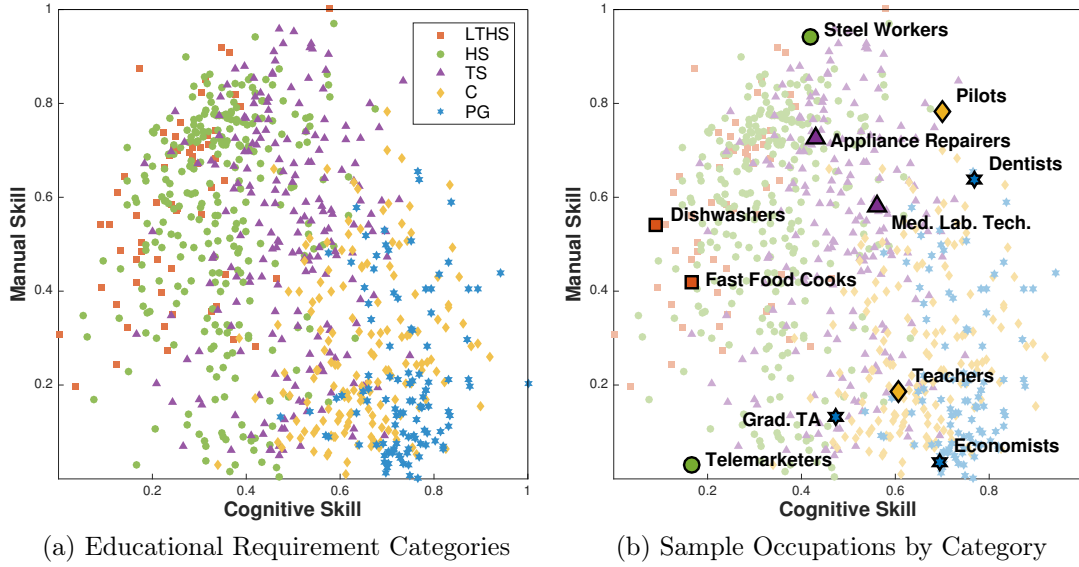 1
LTHS
HS
TS
C
PG
0.8
0.6
0.4
0.2
Manual Skill
0.2
0.4
0.6
0.8
1
Cognitive Skill
(a) Educational Requirement Categories
1
Steel Workers
0.8
Pilots
Appliance Repairers
Dentists
0.6
Dishwashers
Med. Lab. Tech.
0.4
Fast Food Cooks
0.2
Teachers
Grad. TA
Economists
Telemarketers
Manual Skill
0.2
0.4
0.6
0.8
Cognitive Skill
(b) Sample Occupations by Category